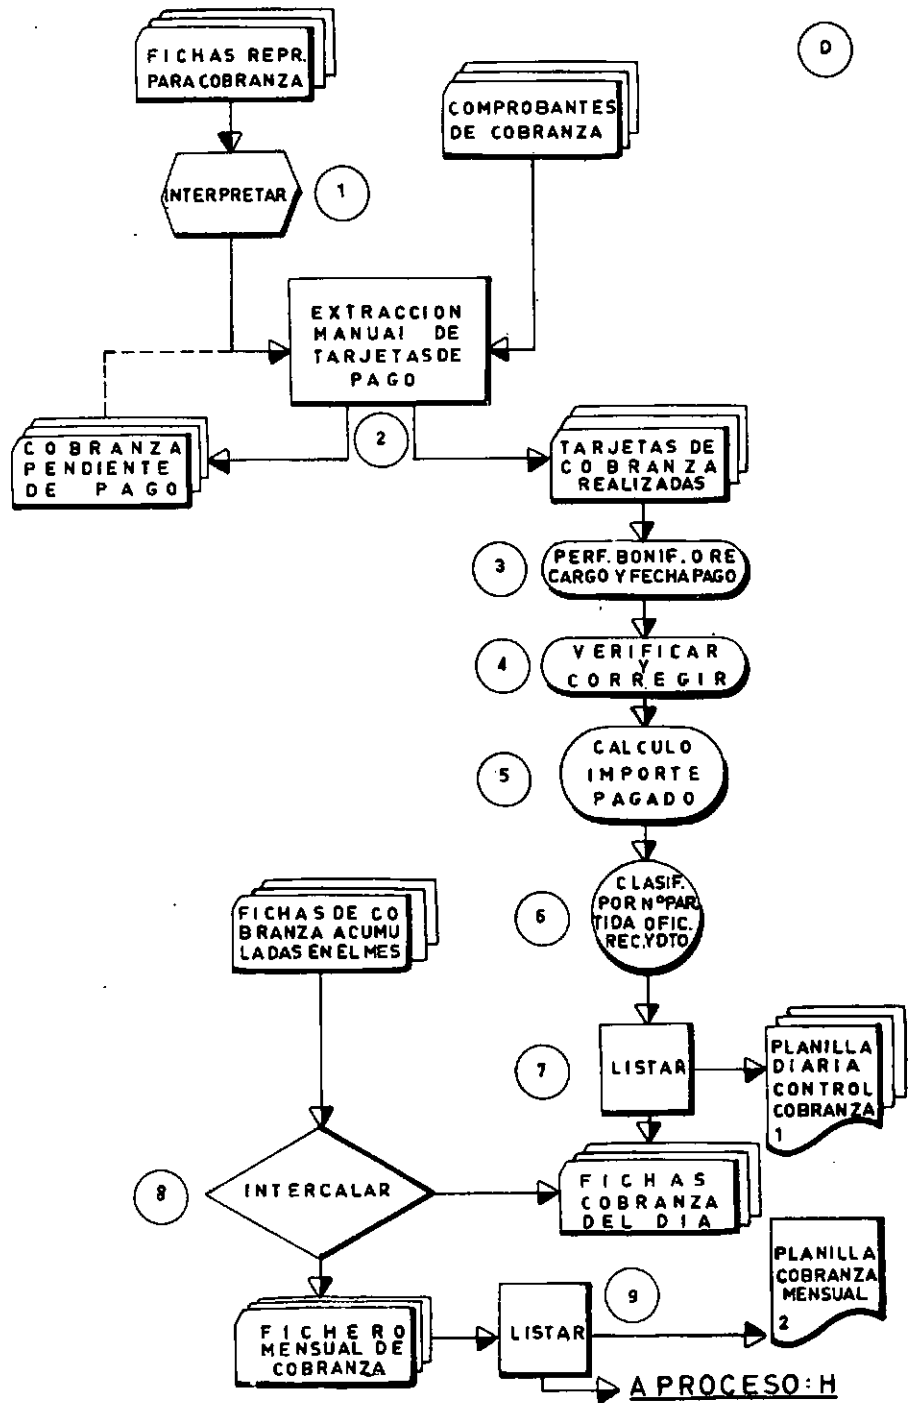 FICHAS REPR.
PARA COBRANZA
D
COMPROBANTES
DE COBRANZA
INTERPRETAR
1
EXTRACCION
MANUAL DE
TARJETAS DE
PAGO
2
COBRANZA
PENDIENTE
DE PAGO
TARJETAS DE
COBRANZA
REALIZADAS
3
PERF. BONIF. O RE
CARGO Y FECHA PAGO
4
VERIFICAR
Y
CORREGIR
5
CALCULO
IMPORTE
PAGADO
6
CLASIF.
POR Nº PAR.
TIDA OFIC.
REC. Y DTO.
FICHAS DE CO
BRANZA ACUMU
LADAS EN EL MES
7
LISTAR
PLANILLA
DIARIA
CONTROL
COBRANZA
1
8
INTERCALAR
FICHAS
COBRANZA
DEL DIA
PLANILLA
COBRANZA
MENSUAL
2
9
FICHERO
MENSUAL DE
COBRANZA
LISTAR
A PROCESO: H